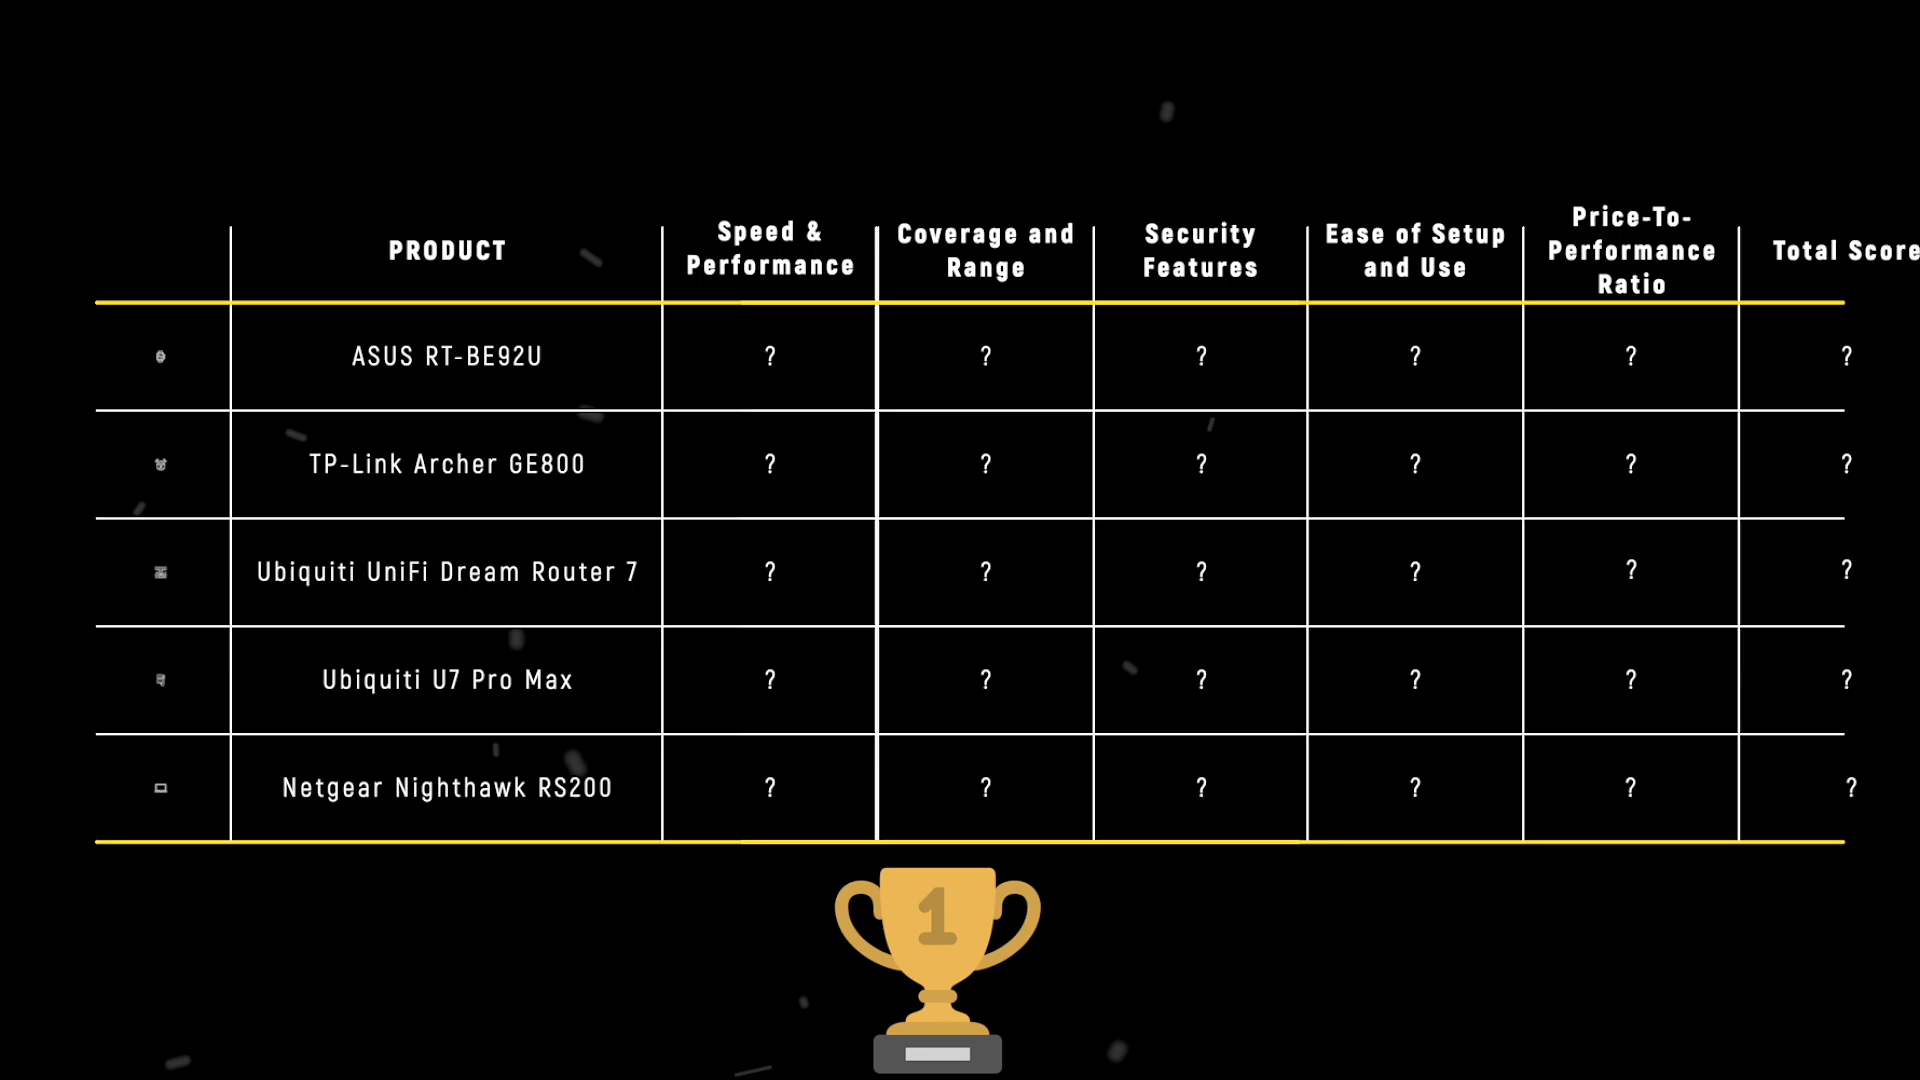 PRODUCT
Speed &
Performance
Coverage and
Range
Security
Features
Ease of Setup
and Use
Price-To-
Performance
Ratio
Total Score
ASUS RT-BE92U ? ? ? ? ? ?
TP-Link Archer GE800 ? ? ? ? ? ?
Ubiquiti UniFi Dream Router 7 ? ? ? ? ? ?
Ubiquiti U7 Pro Max ? ? ? ? ? ?
Netgear Nighthawk RS200 ? ? ? ? ? ?
1